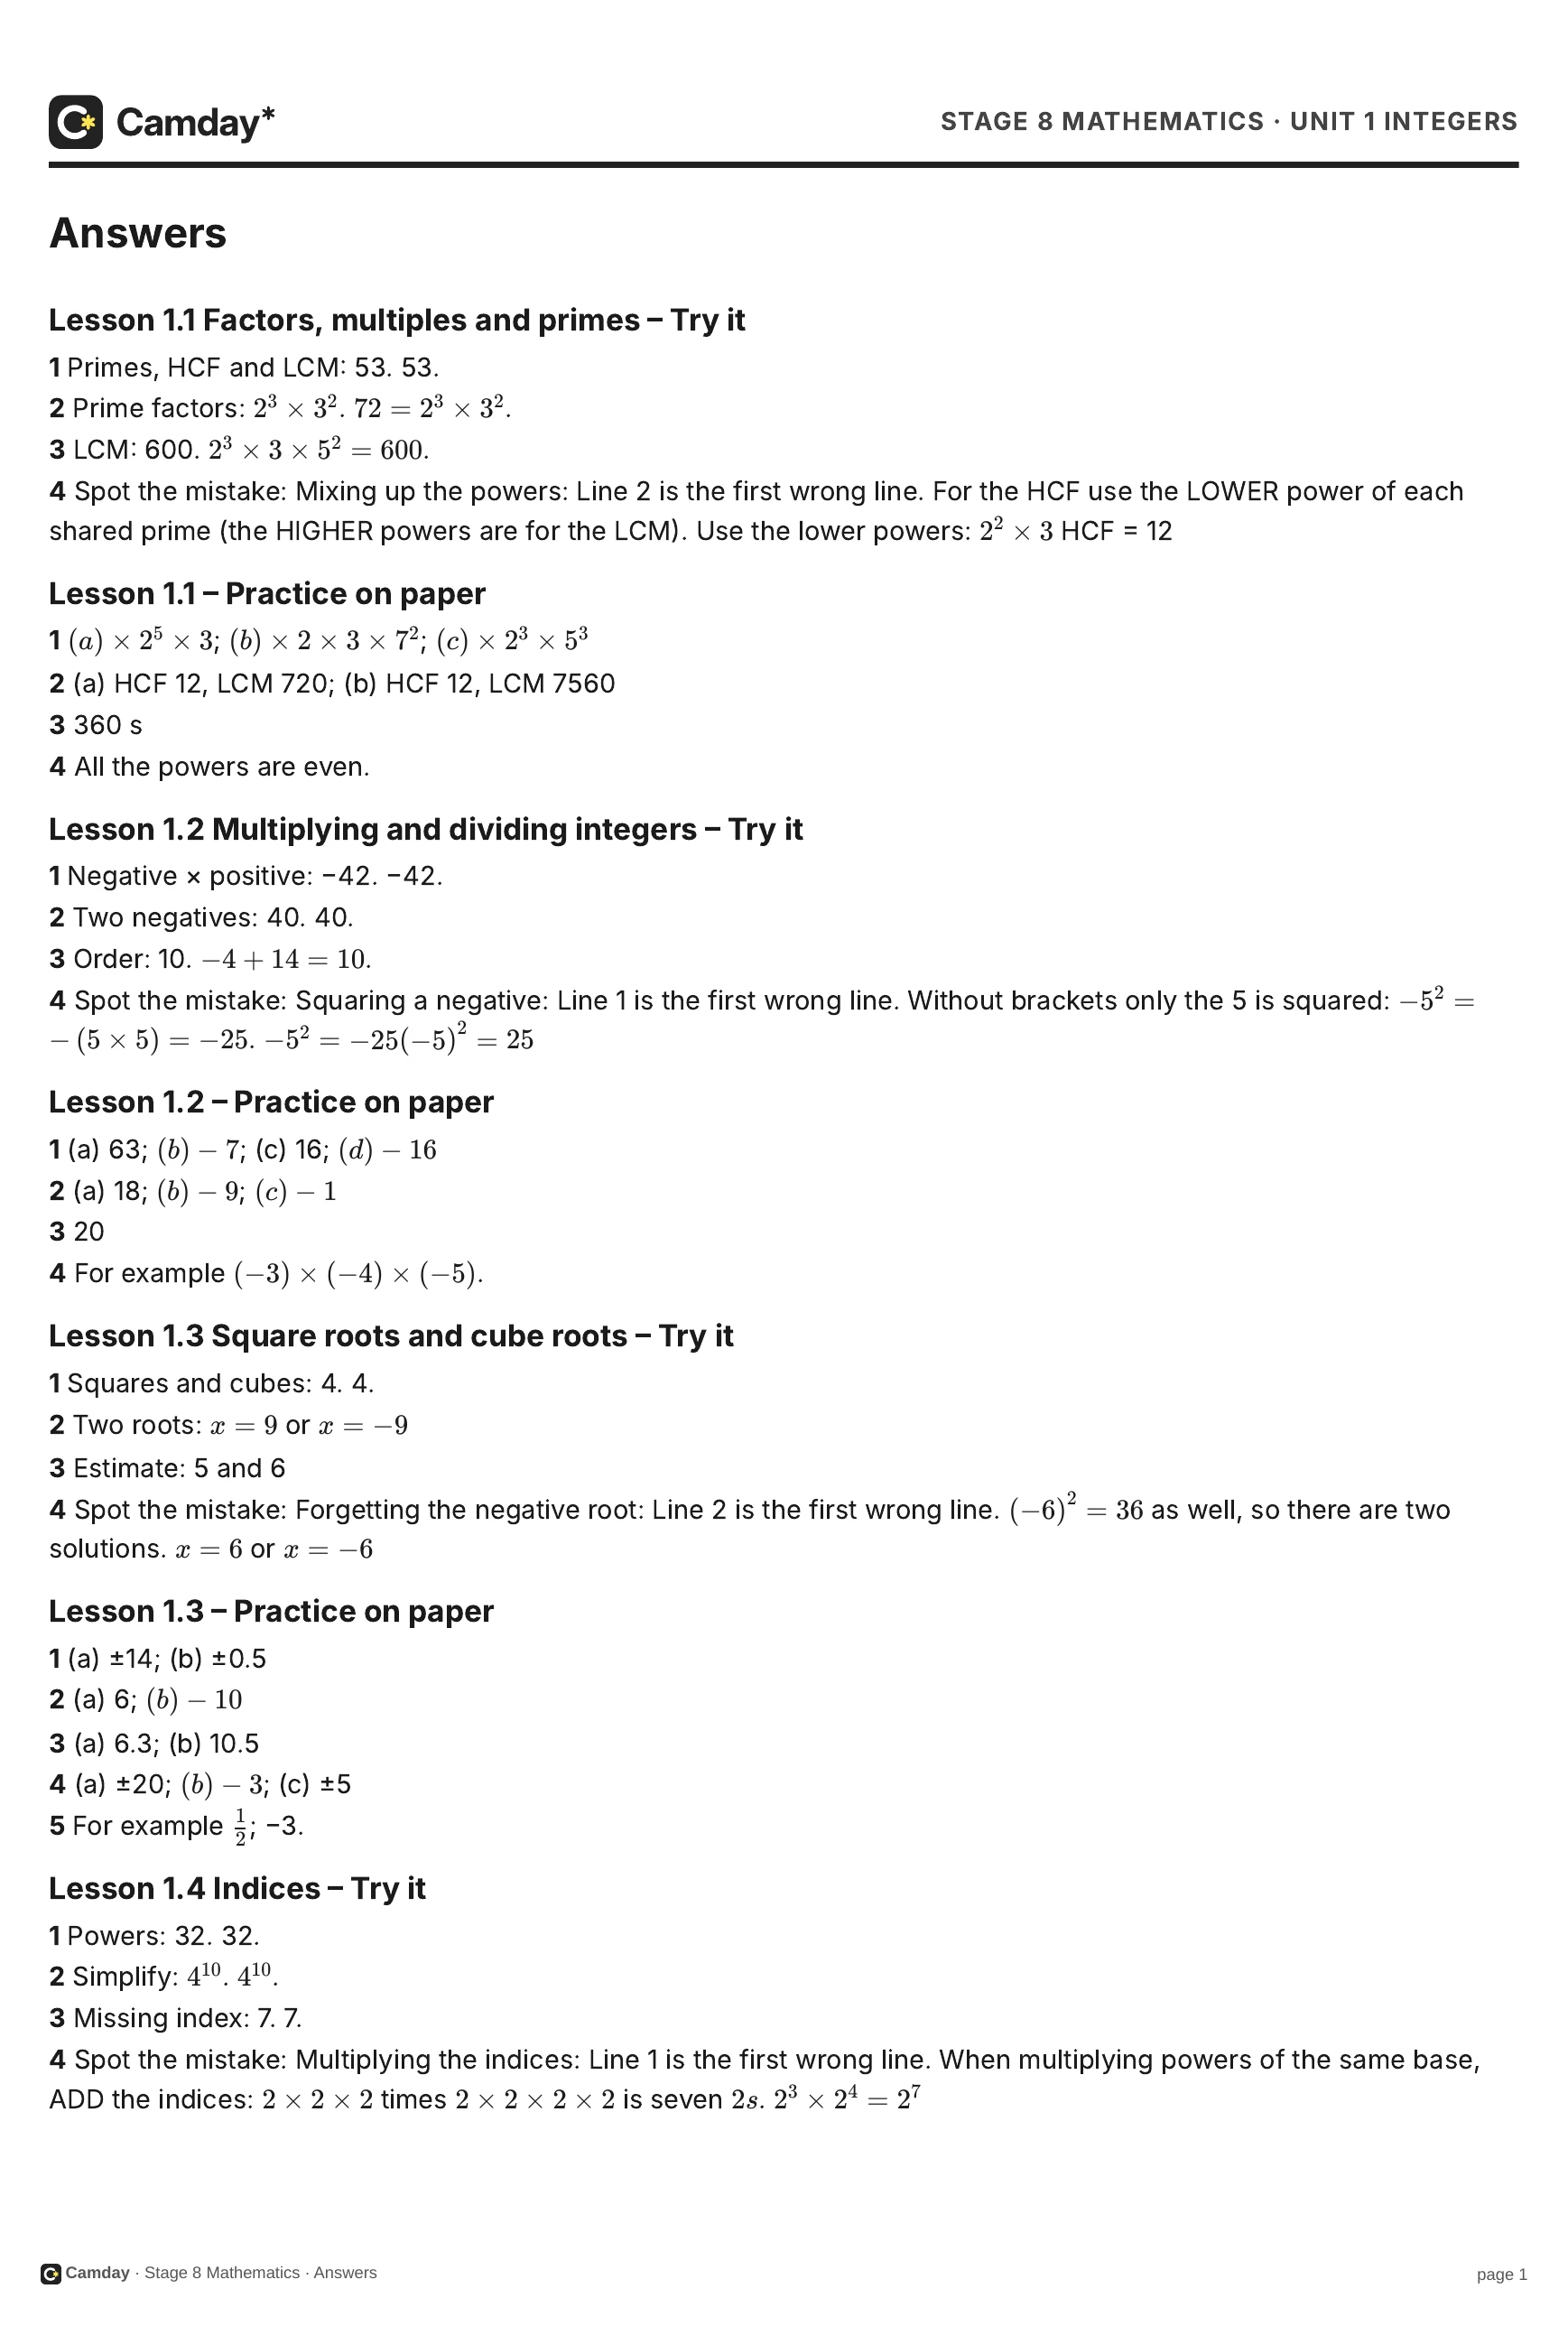 Camday*
STAGE 8 MATHEMATICS · UNIT 1 INTEGERS
Answers
Lesson 1.1 Factors, multiples and primes – Try it
1 Primes, HCF and LCM: 53. 53.
2 Prime factors: 2³ × 3². 72 = 2³ × 3².
3 LCM: 600. 2³ × 3 × 5² = 600.
4 Spot the mistake: Mixing up the powers: Line 2 is the first wrong line. For the HCF use the LOWER power of each
shared prime (the HIGHER powers are for the LCM). Use the lower powers: 2² × 3 HCF = 12
Lesson 1.1 – Practice on paper
1 (a) × 2⁵ × 3; (b) × 2 × 3 × 7²; (c) × 2³ × 5³
2 (a) HCF 12, LCM 720; (b) HCF 12, LCM 7560
3 360 s
4 All the powers are even.
Lesson 1.2 Multiplying and dividing integers – Try it
1 Negative × positive: −42. −42.
2 Two negatives: 40. 40.
3 Order: 10. −4 + 14 = 10.
4 Spot the mistake: Squaring a negative: Line 1 is the first wrong line. Without brackets only the 5 is squared: −5² =
− (5 × 5) = −25. −5² = −25(−5)² = 25
Lesson 1.2 – Practice on paper
1 (a) 63; (b) − 7; (c) 16; (d) − 16
2 (a) 18; (b) − 9; (c) − 1
3 20
4 For example (−3) × (−4) × (−5).
Lesson 1.3 Square roots and cube roots – Try it
1 Squares and cubes: 4. 4.
2 Two roots: x = 9 or x = −9
3 Estimate: 5 and 6
4 Spot the mistake: Forgetting the negative root: Line 2 is the first wrong line. (−6)² = 36 as well, so there are two
solutions. x = 6 or x = −6
Lesson 1.3 – Practice on paper
1 (a) ±14; (b) ±0.5
2 (a) 6; (b) − 10
3 (a) 6.3; (b) 10.5
4 (a) ±20; (b) − 3; (c) ±5
5 For example ½; −3.
Lesson 1.4 Indices – Try it
1 Powers: 32. 32.
2 Simplify: 4¹⁰. 4¹⁰.
3 Missing index: 7. 7.
4 Spot the mistake: Multiplying the indices: Line 1 is the first wrong line. When multiplying powers of the same base,
ADD the indices: 2 × 2 × 2 times 2 × 2 × 2 × 2 is seven 2s. 2³ × 2⁴ = 2⁷
Camday · Stage 8 Mathematics · Answers
page 1